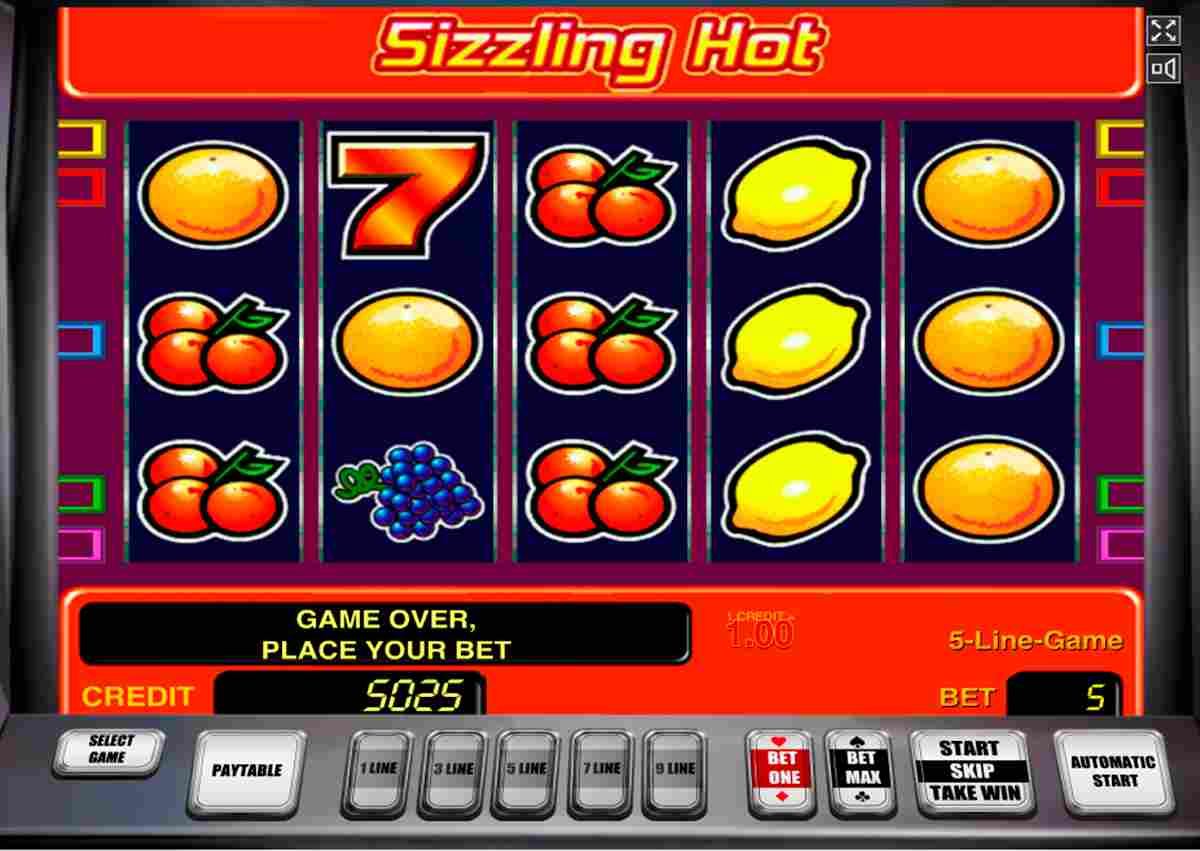 Sizzling Hot
7
GAME OVER,
PLACE YOUR BET
1 CREDIT =
1.00
5-Line-Game
CREDIT
5025
BET
5
SELECT
GAME
PAYTABLE
1 LINE
3 LINE
5 LINE
7 LINE
9 LINE
BET
ONE
BET
MAX
START
SKIP
TAKE WIN
AUTOMATIC
START